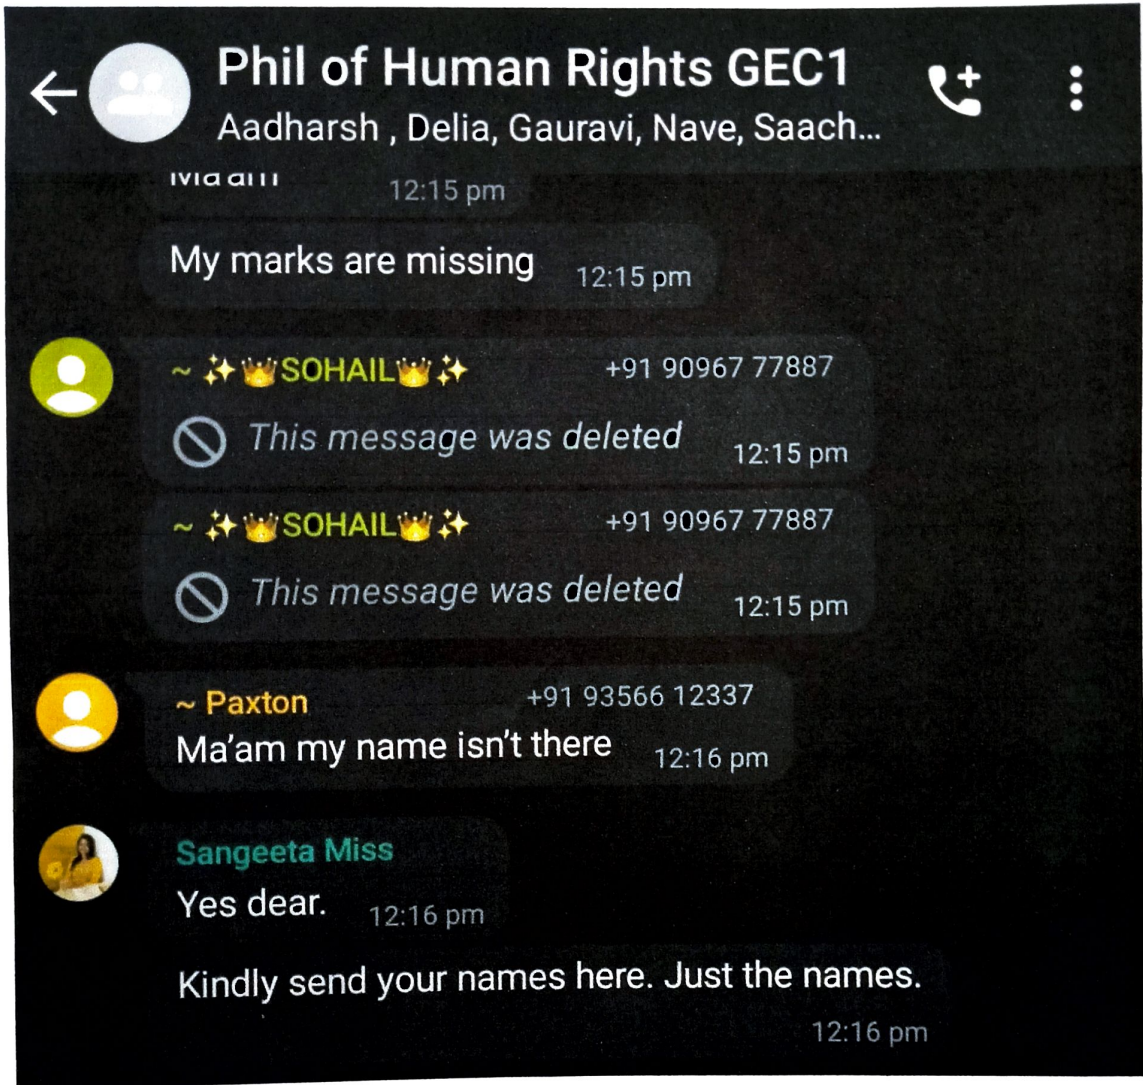 Phil of Human Rights GEC1
Aadharsh , Delia, Gauravi, Nave, Saach...
Ma'am 12:15 pm
My marks are missing 12:15 pm
~ ✨👑SOHAIL👑✨ +91 90967 77887
This message was deleted 12:15 pm
~ ✨👑SOHAIL👑✨ +91 90967 77887
This message was deleted 12:15 pm
~ Paxton +91 93566 12337
Ma'am my name isn't there 12:16 pm
Sangeeta Miss
Yes dear. 12:16 pm
Kindly send your names here. Just the names.
12:16 pm